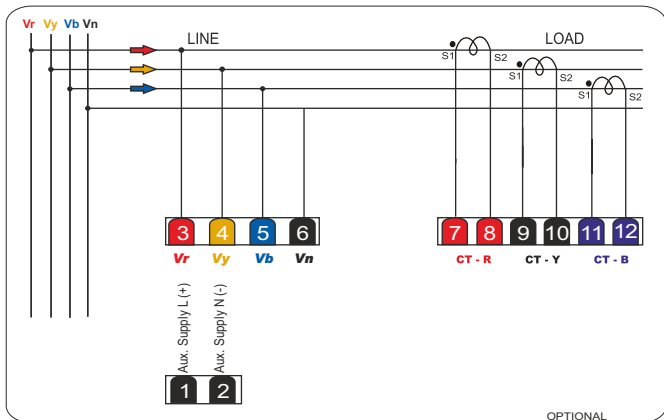 Vr Vy Vb Vn
LINE LOAD
S1 S2
S1 S2
S1 S2
3 4 5 6 7 8 9 10 11 12
Vr Vy Vb Vn CT - R CT - Y CT - B
Aux. Supply L (+)
Aux. Supply N (-)
1 2
OPTIONAL